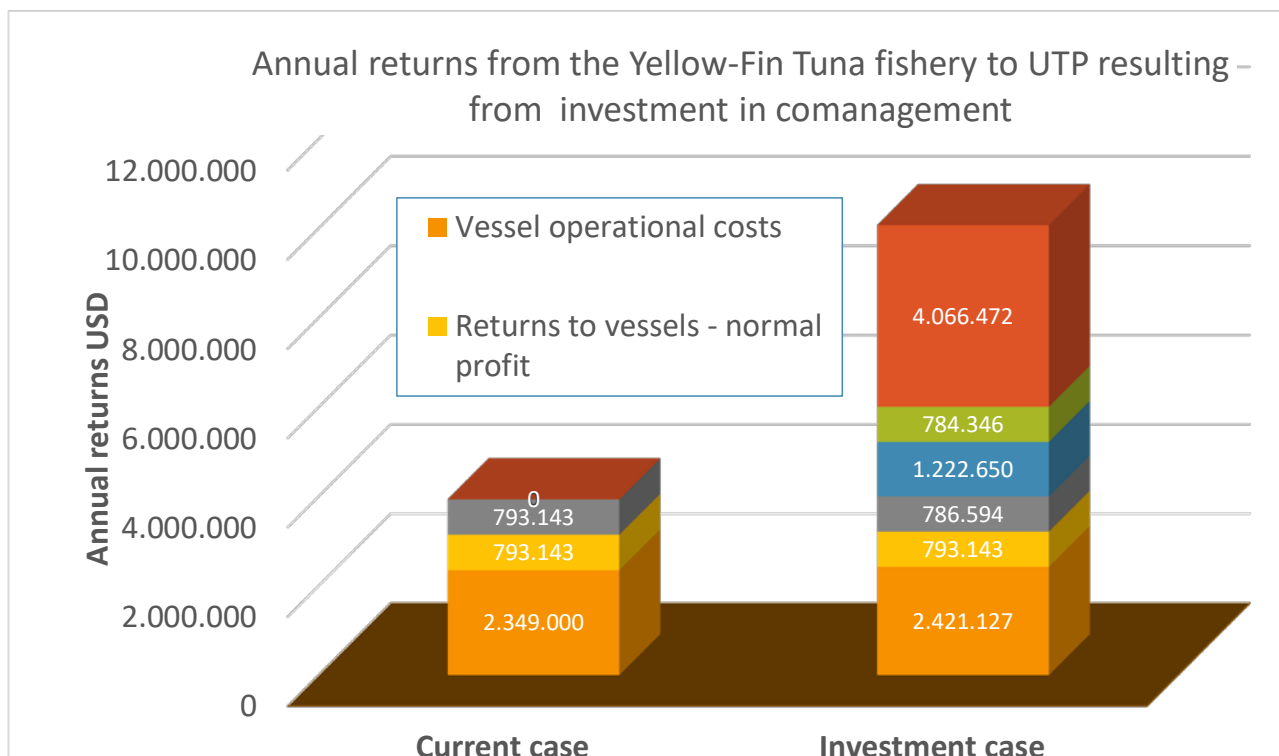 Annual returns from the Yellow-Fin Tuna fishery to UTP resulting
from investment in comanagement
Annual returns USD
12.000.000
10.000.000
8.000.000
6.000.000
4.000.000
2.000.000
0
Vessel operational costs
Returns to vessels - normal
profit
0
793.143
793.143
2.349.000
4.066.472
784.346
1.222.650
786.594
793.143
2.421.127
Current case
Investment case